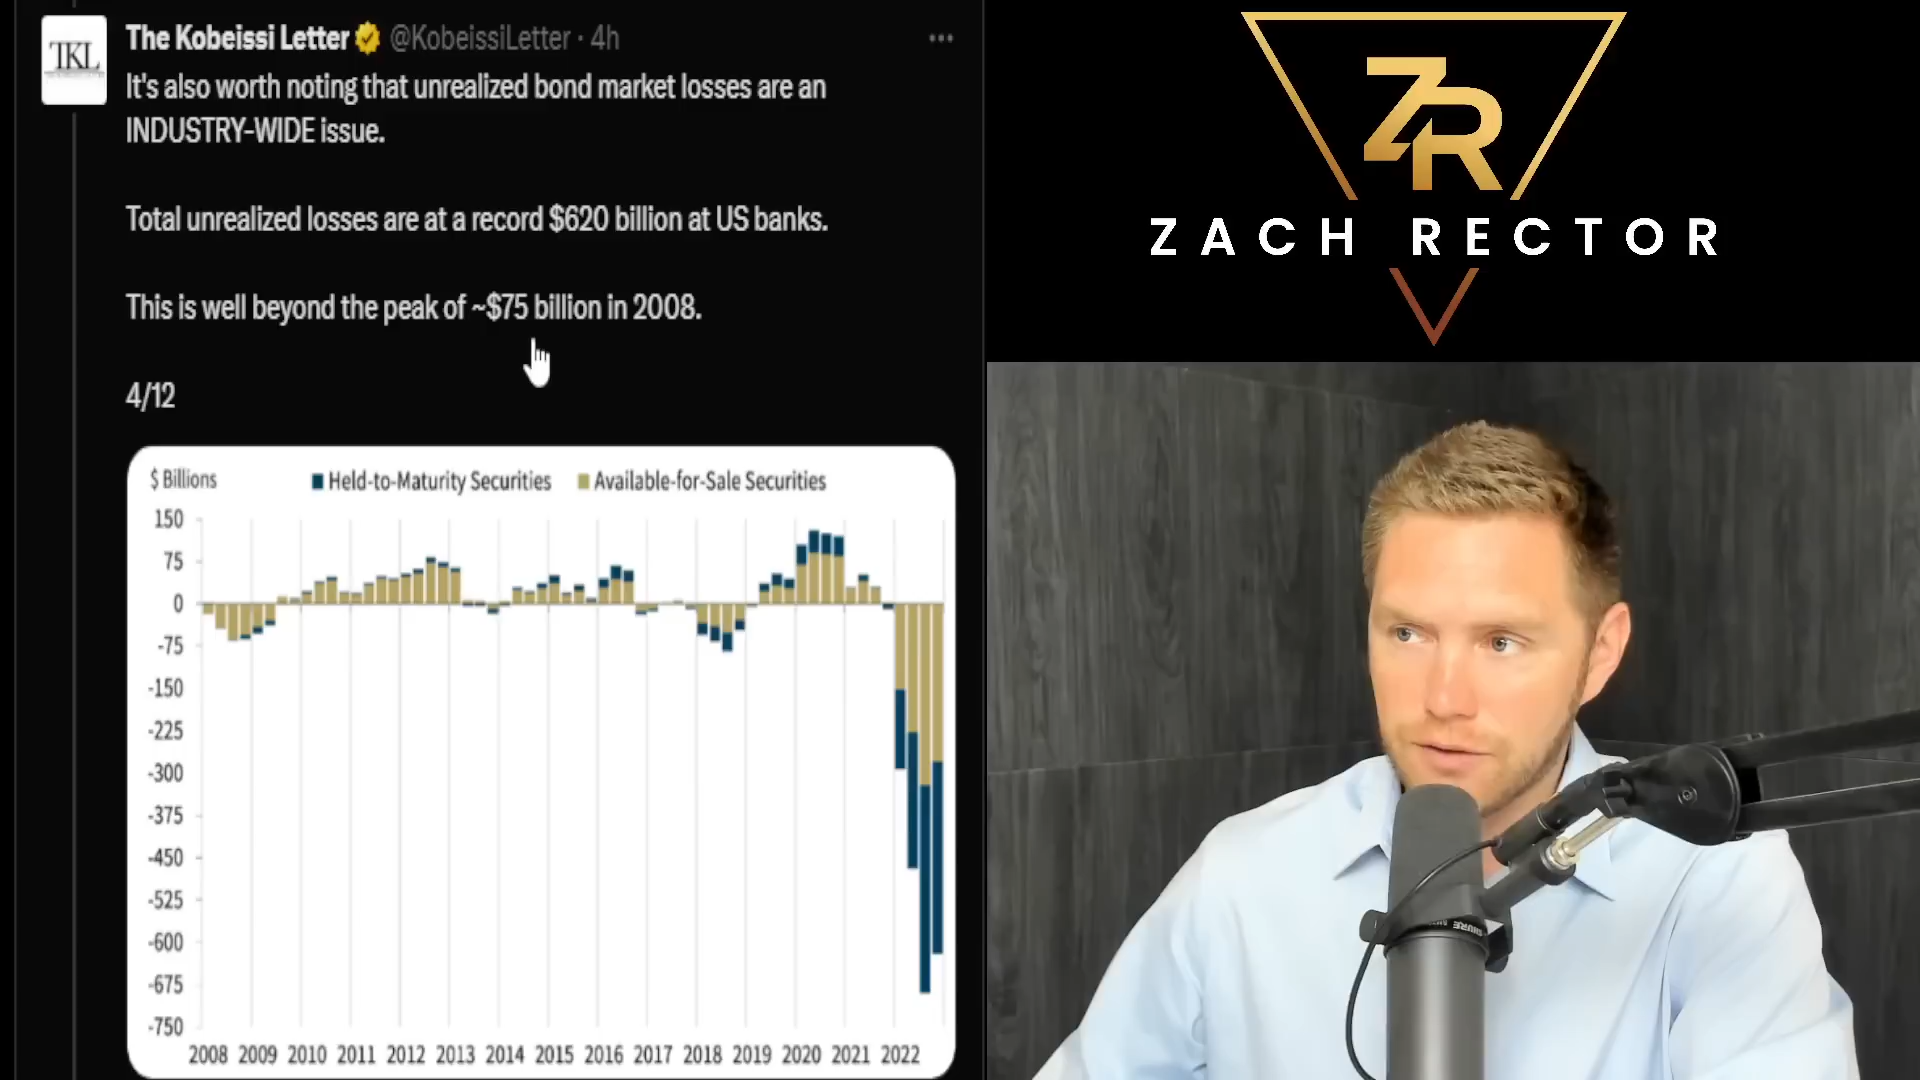 TKL
The Kobeissi Letter @KobeissiLetter · 4h
It's also worth noting that unrealized bond market losses are an
INDUSTRY-WIDE issue.
Total unrealized losses are at a record $620 billion at US banks.
This is well beyond the peak of ~$75 billion in 2008.
4/12
$ Billions
Held-to-Maturity Securities
Available-for-Sale Securities
150
75
0
-75
-150
-225
-300
-375
-450
-525
-600
-675
-750
2008 2009 2010 2011 2012 2013 2014 2015 2016 2017 2018 2019 2020 2021 2022
ZR
ZACH RECTOR
SHURE